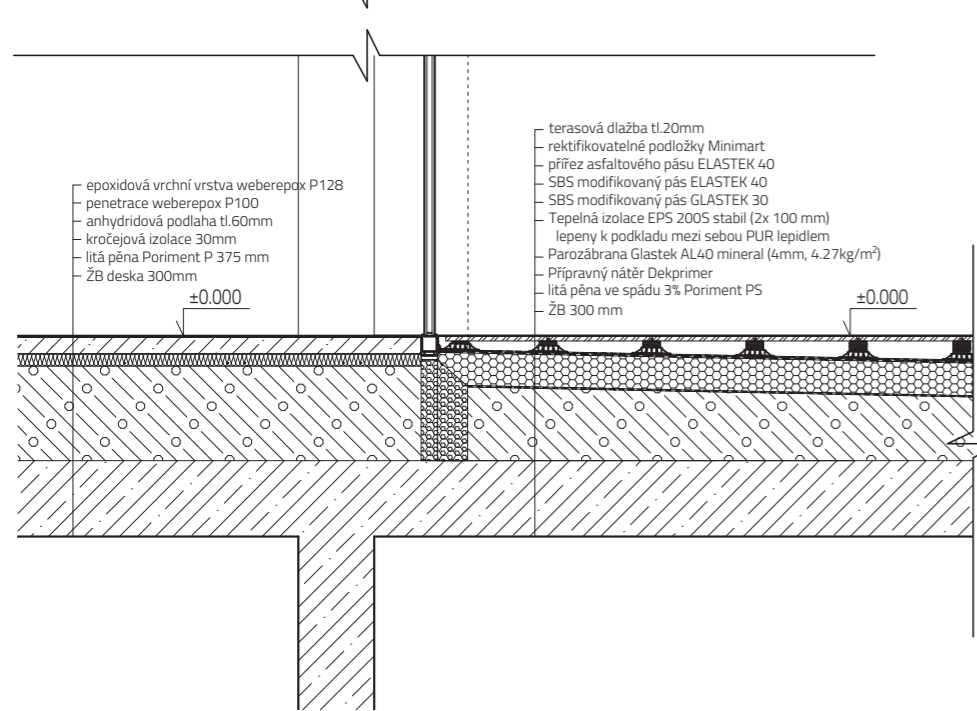 terasová dlažba tl.20mm
rektifikovatelné podložky Minimart
přířez asfaltového pásu ELASTEK 40
SBS modifikovaný pás ELASTEK 40
SBS modifikovaný pás GLASTEK 30
Tepelná izolace EPS 200S stabil (2x 100 mm)
lepeny k podkladu mezi sebou PUR lepidlem
Parozábrana Glastek AL40 mineral (4mm, 4.27kg/m²)
Přípravný nátěr Dekprimer
litá pěna ve spádu 3% Poriment PS
ŽB 300 mm
epoxidová vrchní vrstva weberepox P128
penetrace weberepox P100
anhydridová podlaha tl.60mm
kročejová izolace 30mm
litá pěna Poriment P 375 mm
ŽB deska 300mm
±0.000
±0.000